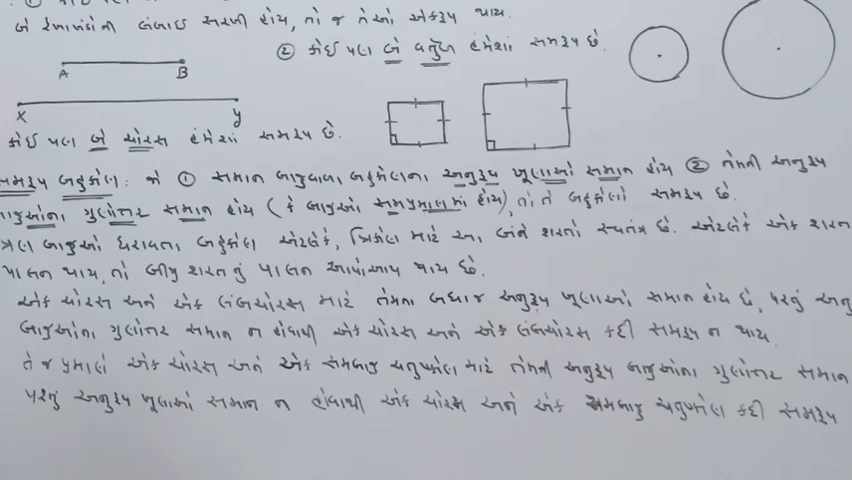 બે રેખાખંડોની લંબાઇ સરખી હોય, તો જ તેઓ એકરૂપ થાય.
② કોઇ પણ બે વર્તુળ હંમેશાં સમરૂપ છે.
A B
X Y
કોઇ પણ બે ચોરસ હંમેશાં સમરૂપ છે.
સમરૂપ બહુકોણ: જો ① સમાન બાજુવાળા બહુકોણના અનુરૂપ ખૂણાઓ સમાન હોય ② તેમની અનુરૂપ
બાજુઓના ગુણોત્તર સમાન હોય (કે બાજુઓ સમપ્રમાણમાં હોય), તો તે બહુકોણો સમરૂપ છે.
ત્રણ બાજુઓ ધરાવતા બહુકોણ એટલેકે, ત્રિકોણ માટે આ, બંને શરતો સ્વતંત્ર છે. એટલેકે એક શરત
પાલન થાય, તો બીજી શરતનું પાલન આપોઆપ થાય છે.
એક ચોરસ અને એક લંબચોરસ માટે તેમના બધા જ અનુરૂપ ખૂણાઓ સમાન હોય છે, પરંતુ અનુ
બાજુઓના ગુણોત્તર સમાન ન હોવાથી એક ચોરસ અને એક લંબચોરસ કદી સમરૂપ ન થાય.
તે જ પ્રમાણે એક ચોરસ અને એક સમબાજુ ચતુષ્કોણ માટે તેમની અનુરૂપ બાજુઓના ગુણોત્તર સમાન
પરંતુ અનુરૂપ ખૂણાઓ સમાન ન હોવાથી એક ચોરસ અને એક સમબાજુ ચતુષ્કોણ કદી સમરૂપ